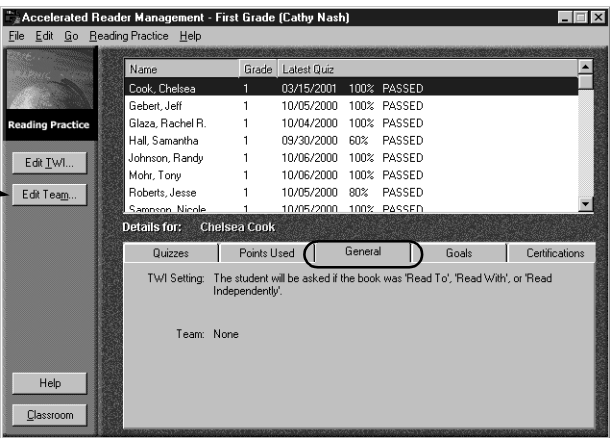 Accelerated Reader Management - First Grade (Cathy Nash)
File Edit Go Reading Practice Help
Name Grade Latest Quiz
Cook, Chelsea 1 03/15/2001 100% PASSED
Gebert, Jeff 1 10/05/2000 100% PASSED
Glaza, Rachel R. 1 10/04/2000 100% PASSED
Hall, Samantha 1 09/30/2000 60% PASSED
Johnson, Randy 1 10/06/2000 100% PASSED
Mohr, Tony 1 10/06/2000 100% PASSED
Roberts, Jesse 1 10/05/2000 80% PASSED
Sampson, Nicole 1 10/05/2000 100% PASSED
Reading Practice
Edit TWI...
Edit Team...
Details for: Chelsea Cook
Quizzes Points Used General Goals Certifications
TWI Setting: The student will be asked if the book was 'Read To', 'Read With', or 'Read
Independently'.
Team: None
Help
Classroom